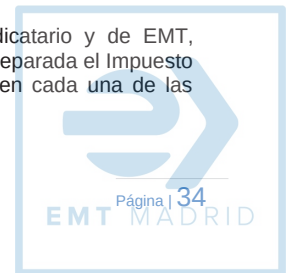 dicatario y de EMT,
eparada el Impuesto
en cada una de las
Página | 34
EMT MADRID